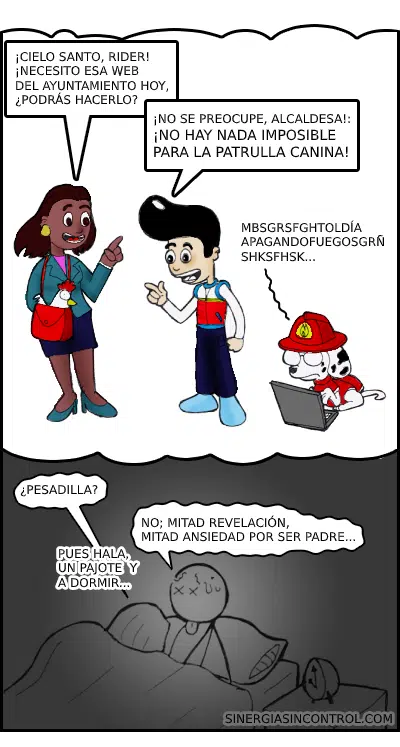 ¡CIELO SANTO, RIDER!
¡NECESITO ESA WEB
DEL AYUNTAMIENTO HOY,
¿PODRÁS HACERLO?
¡NO SE PREOCUPE, ALCALDESA!:
¡NO HAY NADA IMPOSIBLE
PARA LA PATRULLA CANINA!
MBSGRSFGHTOLDÍA
APAGANDOFUEGOSGRÑ
SHKSFHSK...
¿PESADILLA?
NO; MITAD REVELACIÓN,
MITAD ANSIEDAD POR SER PADRE...
PUES HALA,
UN PAJOTE Y
A DORMIR...
SINERGIASINCONTROL.COM